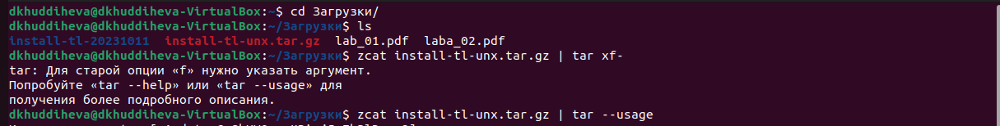 dkhuddiheva@dkhuddiheva-VirtualBox:~$ cd Загрузки/
dkhuddiheva@dkhuddiheva-VirtualBox:~/Загрузки$ ls
install-tl-20231011  install-tl-unx.tar.gz  lab_01.pdf  laba_02.pdf
dkhuddiheva@dkhuddiheva-VirtualBox:~/Загрузки$ zcat install-tl-unx.tar.gz | tar xf-
tar: Для старой опции «f» нужно указать аргумент.
Попробуйте «tar --help» или «tar --usage» для
получения более подробного описания.
dkhuddiheva@dkhuddiheva-VirtualBox:~/Загрузки$ zcat install-tl-unx.tar.gz | tar --usage